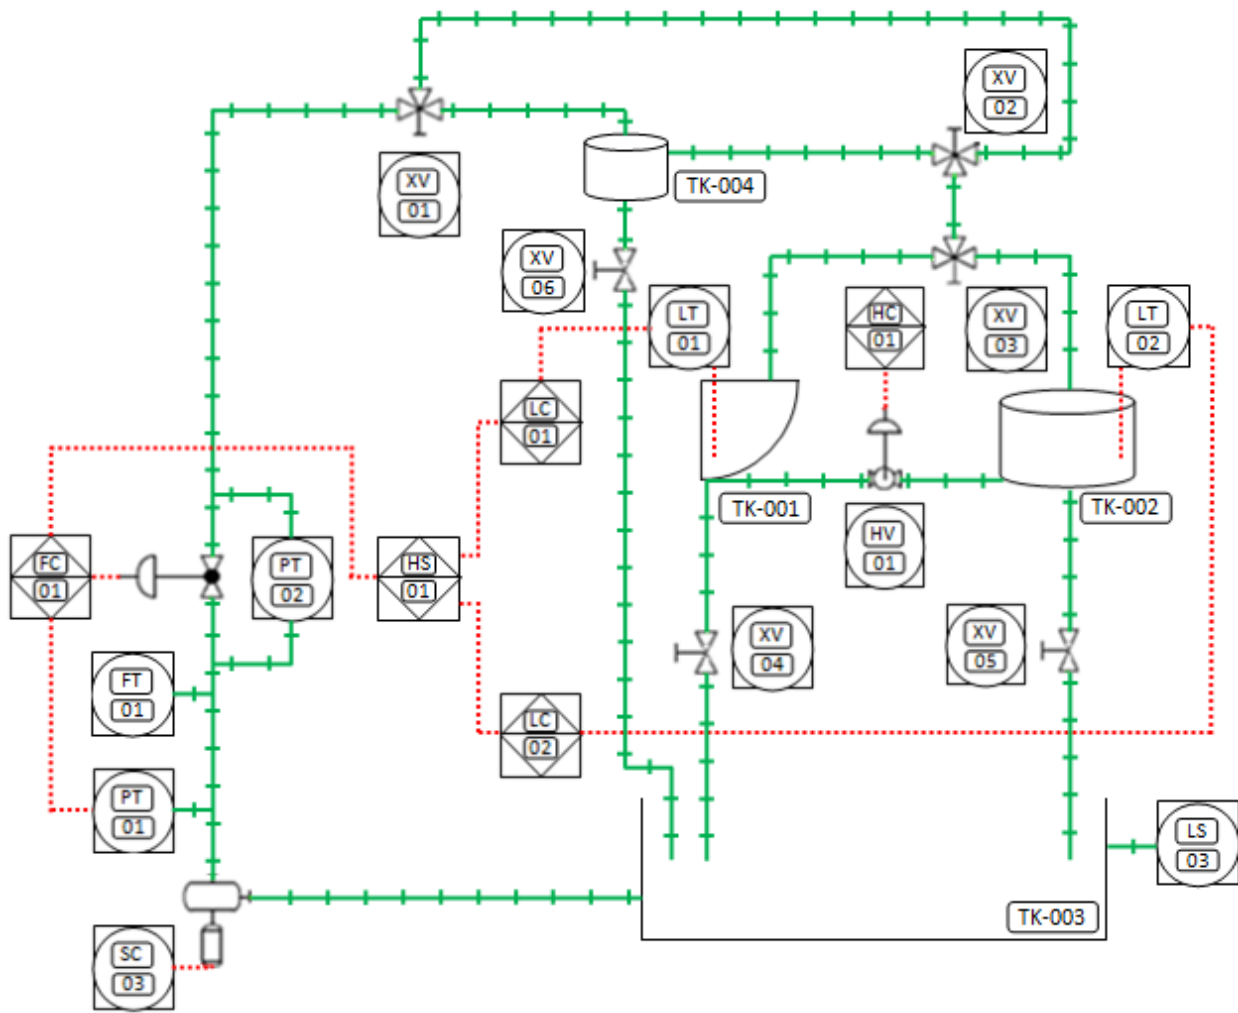 XV
02
XV
01
TK-004
XV
06
LT
01
HC
01
XV
03
LT
02
LC
01
TK-001
TK-002
HV
01
FC
01
PT
02
HS
01
XV
04
XV
05
FT
01
LC
02
PT
01
LS
03
TK-003
SC
03